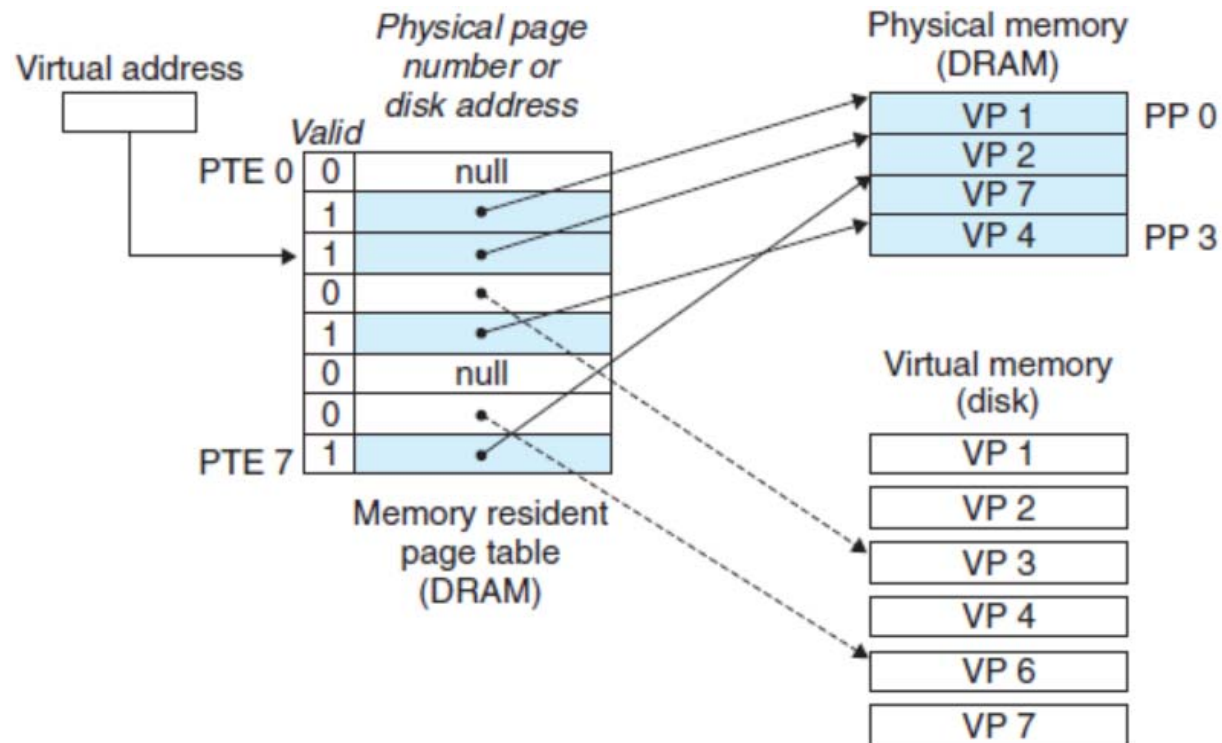 Virtual address
Physical page
number or
disk address
Valid
PTE 0
0 null
1
1
0
1
0 null
0
PTE 7 1
Memory resident
page table
(DRAM)
Physical memory
(DRAM)
VP 1 PP 0
VP 2
VP 7
VP 4 PP 3
Virtual memory
(disk)
VP 1
VP 2
VP 3
VP 4
VP 6
VP 7